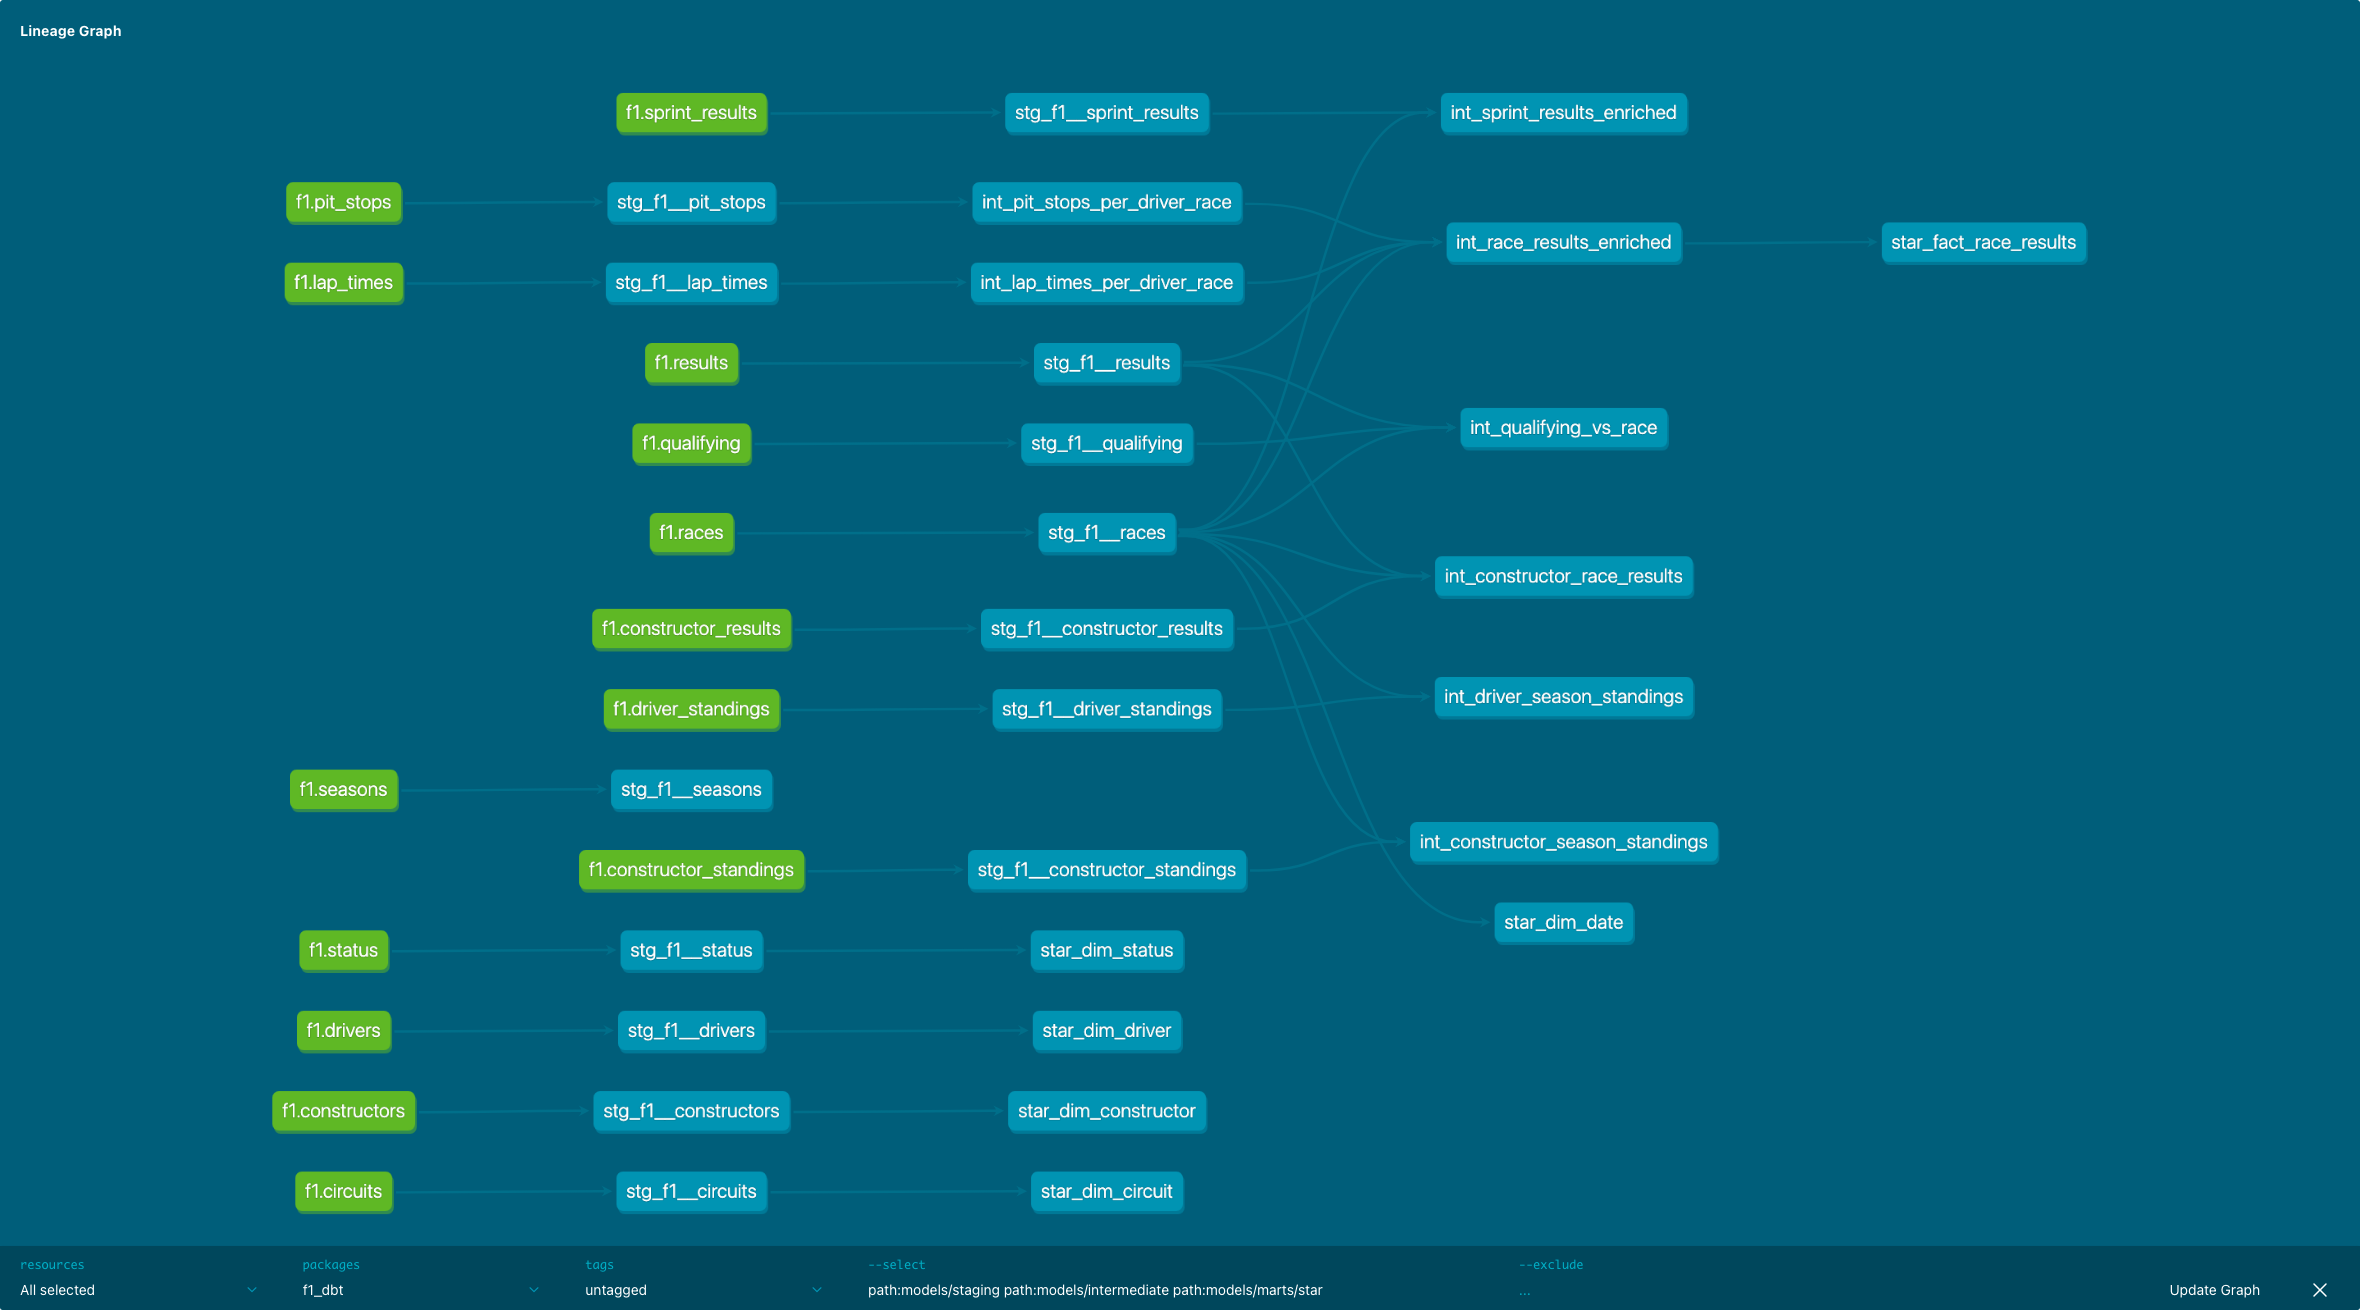 Lineage Graph
f1.sprint_results
stg_f1__sprint_results
int_sprint_results_enriched
f1.pit_stops
stg_f1__pit_stops
int_pit_stops_per_driver_race
int_race_results_enriched
star_fact_race_results
f1.lap_times
stg_f1__lap_times
int_lap_times_per_driver_race
f1.results
stg_f1__results
int_qualifying_vs_race
f1.qualifying
stg_f1__qualifying
f1.races
stg_f1__races
int_constructor_race_results
f1.constructor_results
stg_f1__constructor_results
f1.driver_standings
stg_f1__driver_standings
int_driver_season_standings
f1.seasons
stg_f1__seasons
int_constructor_season_standings
f1.constructor_standings
stg_f1__constructor_standings
star_dim_date
f1.status
stg_f1__status
star_dim_status
f1.drivers
stg_f1__drivers
star_dim_driver
f1.constructors
stg_f1__constructors
star_dim_constructor
f1.circuits
stg_f1__circuits
star_dim_circuit
resources
All selected
packages
f1_dbt
tags
untagged
--select
path:models/staging path:models/intermediate path:models/marts/star
--exclude
...
Update Graph